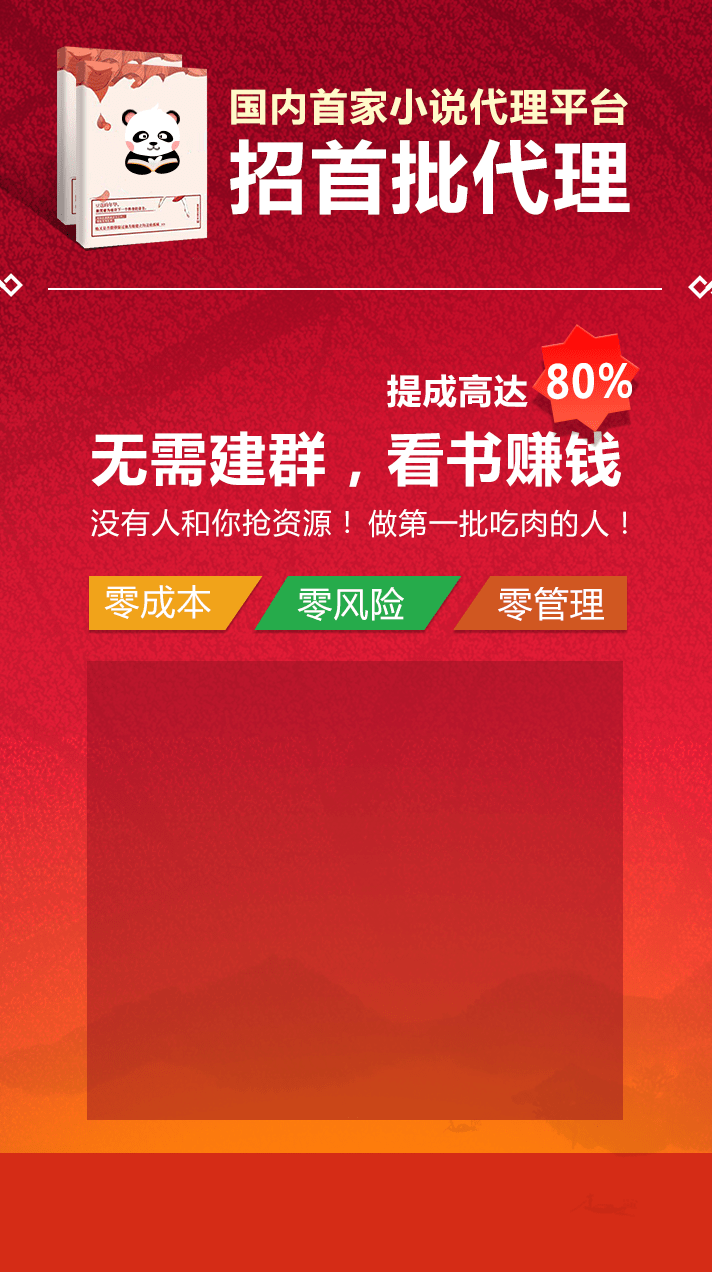 国内首家小说代理平台
招首批代理
提成高达 80%
无需建群，看书赚钱
没有人和你抢资源！做第一批吃肉的人！
零成本 零风险 零管理